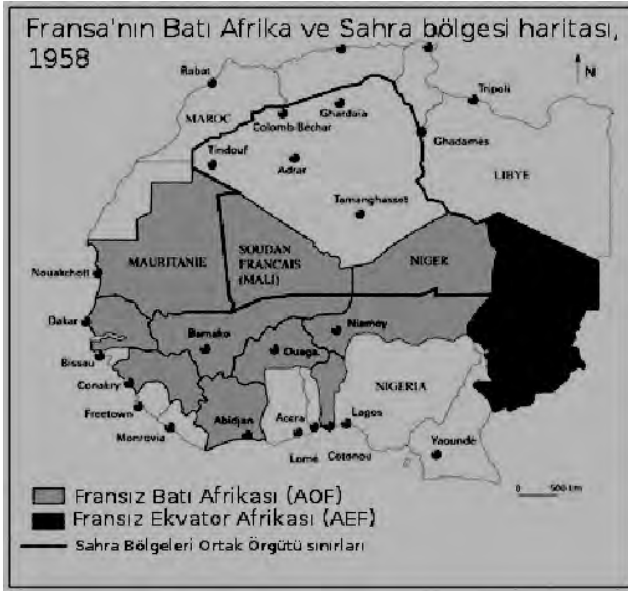 Fransa'nın Batı Afrika ve Sahra bölgesi haritası,
1958
N
Rabat
Tripoli
Ghardaia
MAROC
Colomb-Béchar
Ghadamès
Tindouf
Adrar
LIBYE
Tamanghasset
MAURITANIE
SOUDAN
FRANCAIS
(MALI)
NIGER
Nouakchott
Dakar
Bamako
Niamey
Ouaga
Bissau
Conakry
NIGERIA
Freetown
Abidjan
Accra
Lagos
Monrovia
Lomé
Cotonou
Yaoundé
0 500 km
Fransız Batı Afrikası (AOF)
Fransız Ekvator Afrikası (AEF)
Sahra Bölgeleri Ortak Örgütü sınırları